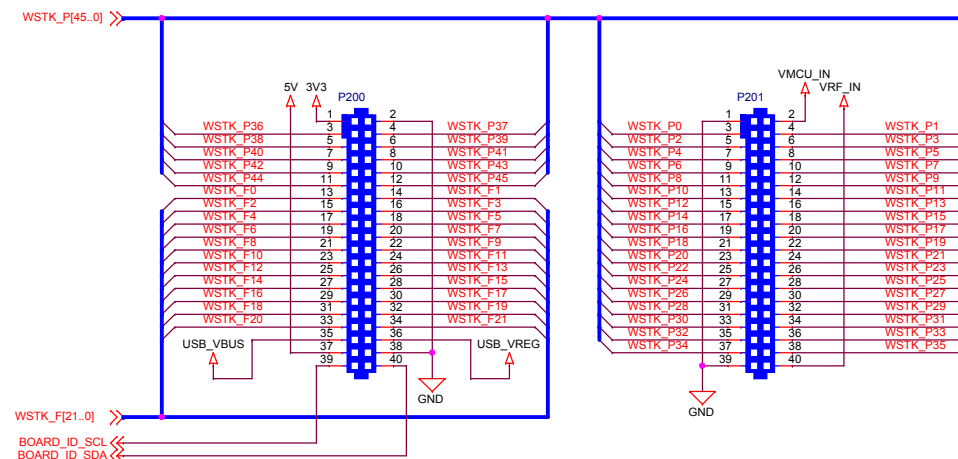 WSTK_P[45..0]
VMCU_IN
5V 3V3 VRF_IN
P200 P201
1 2 1 2
WSTK_P36 3 4 WSTK_P37 WSTK_P0 3 4 WSTK_P1
WSTK_P38 5 6 WSTK_P39 WSTK_P2 5 6 WSTK_P3
WSTK_P40 7 8 WSTK_P41 WSTK_P4 7 8 WSTK_P5
WSTK_P42 9 10 WSTK_P43 WSTK_P6 9 10 WSTK_P7
WSTK_P44 11 12 WSTK_P45 WSTK_P8 11 12 WSTK_P9
WSTK_F0 13 14 WSTK_F1 WSTK_P10 13 14 WSTK_P11
WSTK_F2 15 16 WSTK_F3 WSTK_P12 15 16 WSTK_P13
WSTK_F4 17 18 WSTK_F5 WSTK_P14 17 18 WSTK_P15
WSTK_F6 19 20 WSTK_F7 WSTK_P16 19 20 WSTK_P17
WSTK_F8 21 22 WSTK_F9 WSTK_P18 21 22 WSTK_P19
WSTK_F10 23 24 WSTK_F11 WSTK_P20 23 24 WSTK_P21
WSTK_F12 25 26 WSTK_F13 WSTK_P22 25 26 WSTK_P23
WSTK_F14 27 28 WSTK_F15 WSTK_P24 27 28 WSTK_P25
WSTK_F16 29 30 WSTK_F17 WSTK_P26 29 30 WSTK_P27
WSTK_F18 31 32 WSTK_F19 WSTK_P28 31 32 WSTK_P29
WSTK_F20 33 34 WSTK_F21 WSTK_P30 33 34 WSTK_P31
35 36 WSTK_P32 35 36 WSTK_P33
USB_VBUS 37 38 USB_VREG WSTK_P34 37 38 WSTK_P35
39 40 39 40
GND GND
WSTK_F[21..0]
BOARD_ID_SCL
BOARD_ID_SDA